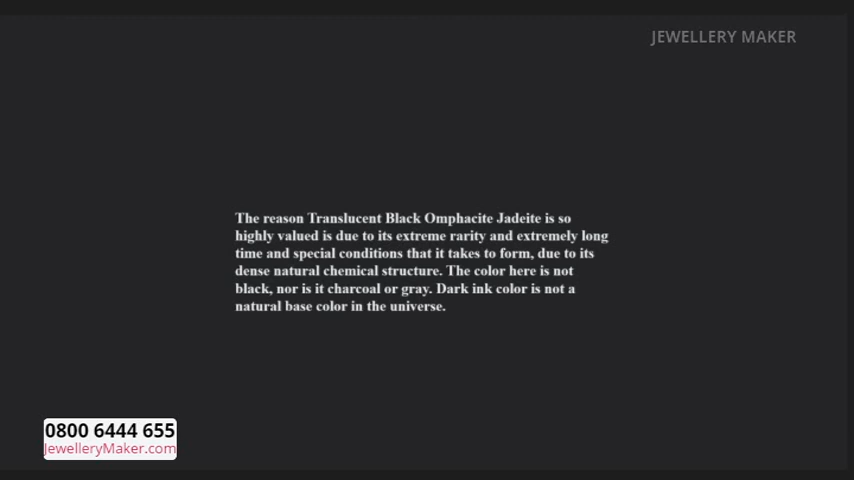 JEWELLERY MAKER
The reason Translucent Black Omphacite Jadeite is so
highly valued is due to its extreme rarity and extremely long
time and special conditions that it takes to form, due to its
dense natural chemical structure. The color here is not
black, nor is it charcoal or gray. Dark ink color is not a
natural base color in the universe.
0800 6444 655
JewelleryMaker.com